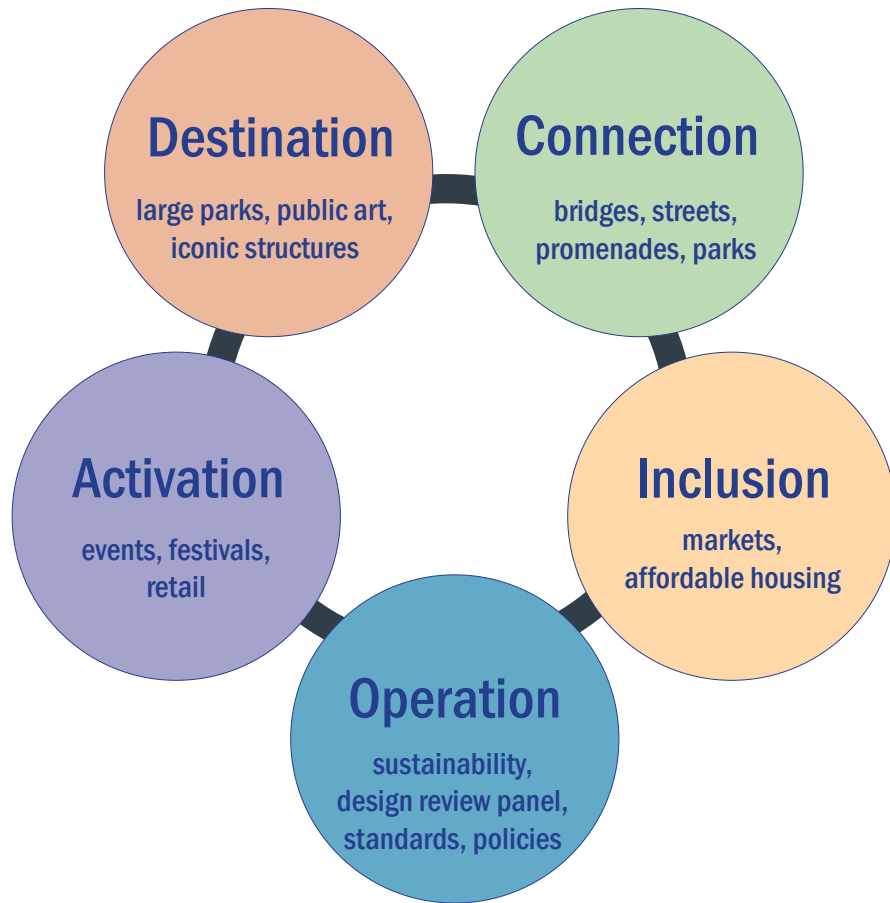 Destination
large parks, public art,
iconic structures
Connection
bridges, streets,
promenades, parks
Activation
events, festivals,
retail
Inclusion
markets,
affordable housing
Operation
sustainability,
design review panel,
standards, policies